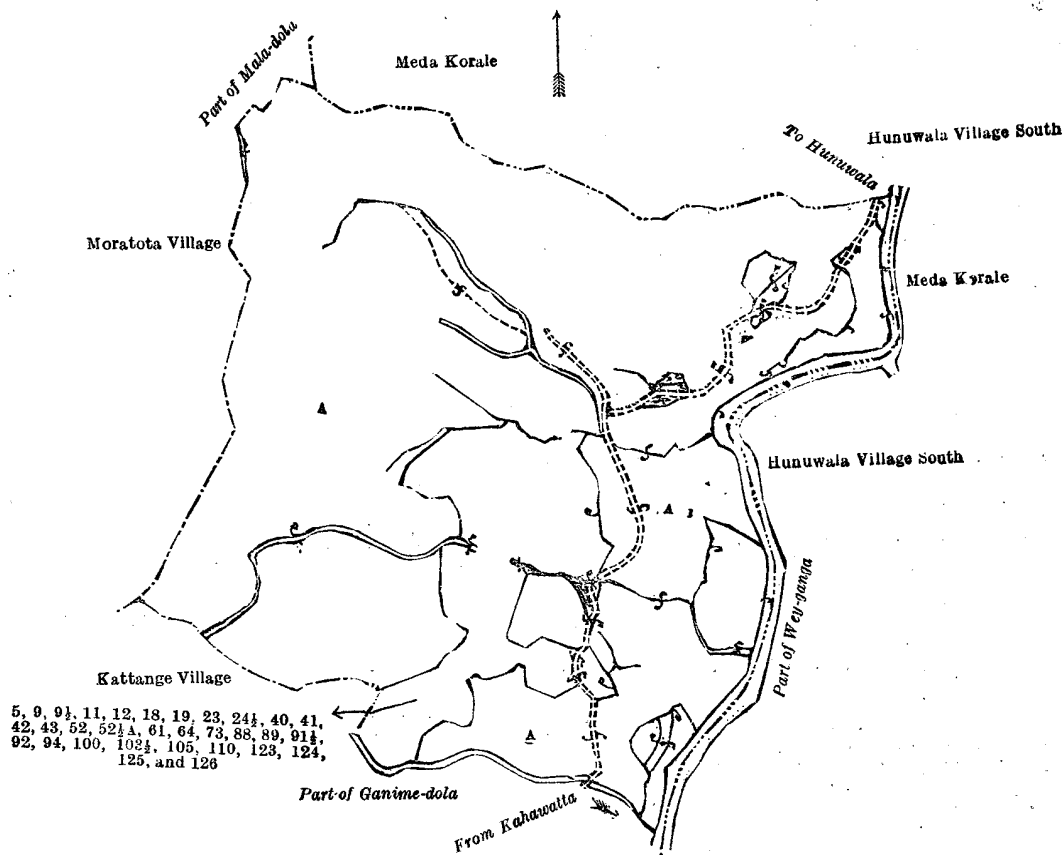 Part of Mala-dola
Meda Korale
To Hunuwala
Hunuwala Village South
Moratota Village
Meda Korale
A
Hunuwala Village South
A
Part of Wey-ganga
Kattange Village
5, 9, 9½, 11, 12, 18, 19, 23, 24½, 40, 41,
42, 43, 52, 52½A, 61, 64, 73, 88, 89, 91½,
92, 94, 100, 102½, 105, 110, 123, 124,
125, and 126
A
Part of Ganime-dola
From Kahawatta